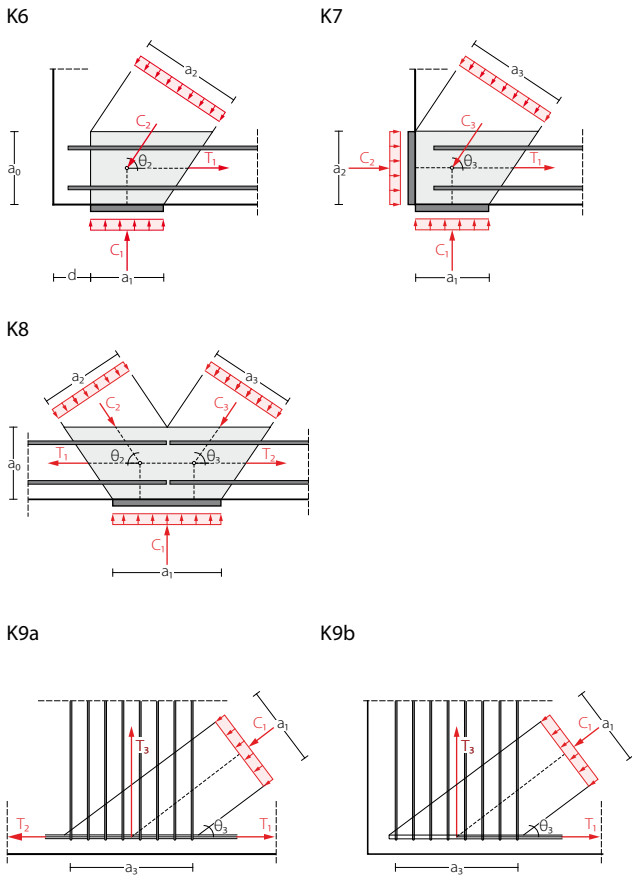 K6
K7
a₂
a₃
C₂
C₃
a₀
θ₂
T₁
a₂
C₂
θ₃
T₁
C₁
C₁
d
a₁
a₁
K8
a₂
a₃
C₂
C₃
a₀
T₁
θ₂
θ₃
T₂
C₁
a₁
K9a
K9b
C₁
a₁
C₁
a₁
T₃
T₃
T₂
θ₃
T₁
θ₃
T₁
a₃
a₃